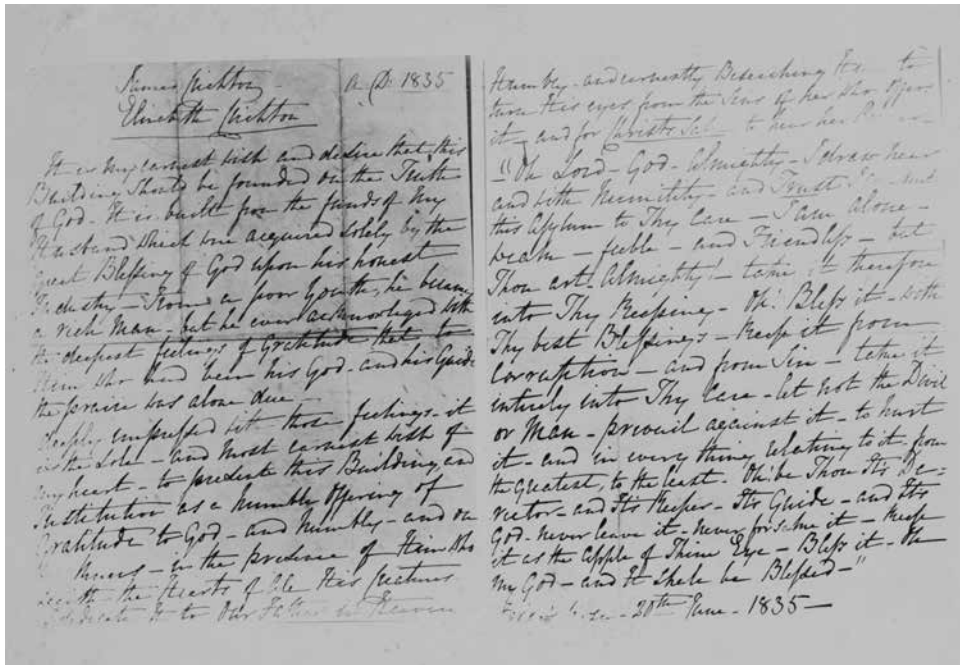 James Crichton A.D. 1835
Elizabeth Crichton
It is my earnest wish and desire that this
Building should be founded on the Truth
of God - It is built from the funds of My
Husband which were acquired solely by the
great Blessing of God upon his honest
Industry - From a poor Youth, he became
a rich Man - but he ever acknowledged with
the deepest feelings of Gratitude that to
Him who had been his God - and his Guide
the praise was alone due -
deeply impressed with those feelings - it
is the Sole - and most earnest wish of
my heart - to present this Building and
Institution as a humble Offering of
Gratitude to God - and humbly - and on
Knees - in the presence of Him who
the Hearts of all His Creatures
dedicate It to Our Father in Heaven
Humbly - and earnestly Beseeching Him to
turn His eyes from the Sins of her who offers
it - and for Christs Sake to hear her
"Oh Lord - God - Almighty - I draw near
and with Humility - and Trust
this Asylum to Thy Care - I am alone -
weak - feeble - and Friendless - but
Thou art Almighty! - take it therefore
into Thy Keeping - Oh! Bless it - with
Thy best Blessings - Keep it from
Corruption - and from Sin - take it
entirely into Thy Care - let not the Devil
or Man - prevail against it - to hurt
it - and in every thing relating to it from
the greatest, to the least. Oh! be Thou Its Di=
rector - and Its Keeper - Its Guide - and Its
God - never leave it - never forsake it - Keep
it as the apple of Thine Eye - Bless it - Oh
my God - and It Shall be Blessed -"
20th June - 1835 -